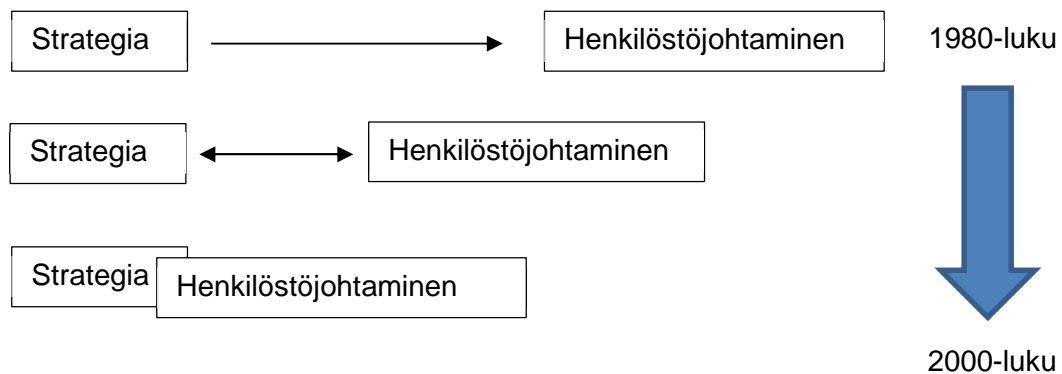 Strategia
Henkilöstöjohtaminen
1980-luku
Strategia
Henkilöstöjohtaminen
Strategia
Henkilöstöjohtaminen
2000-luku